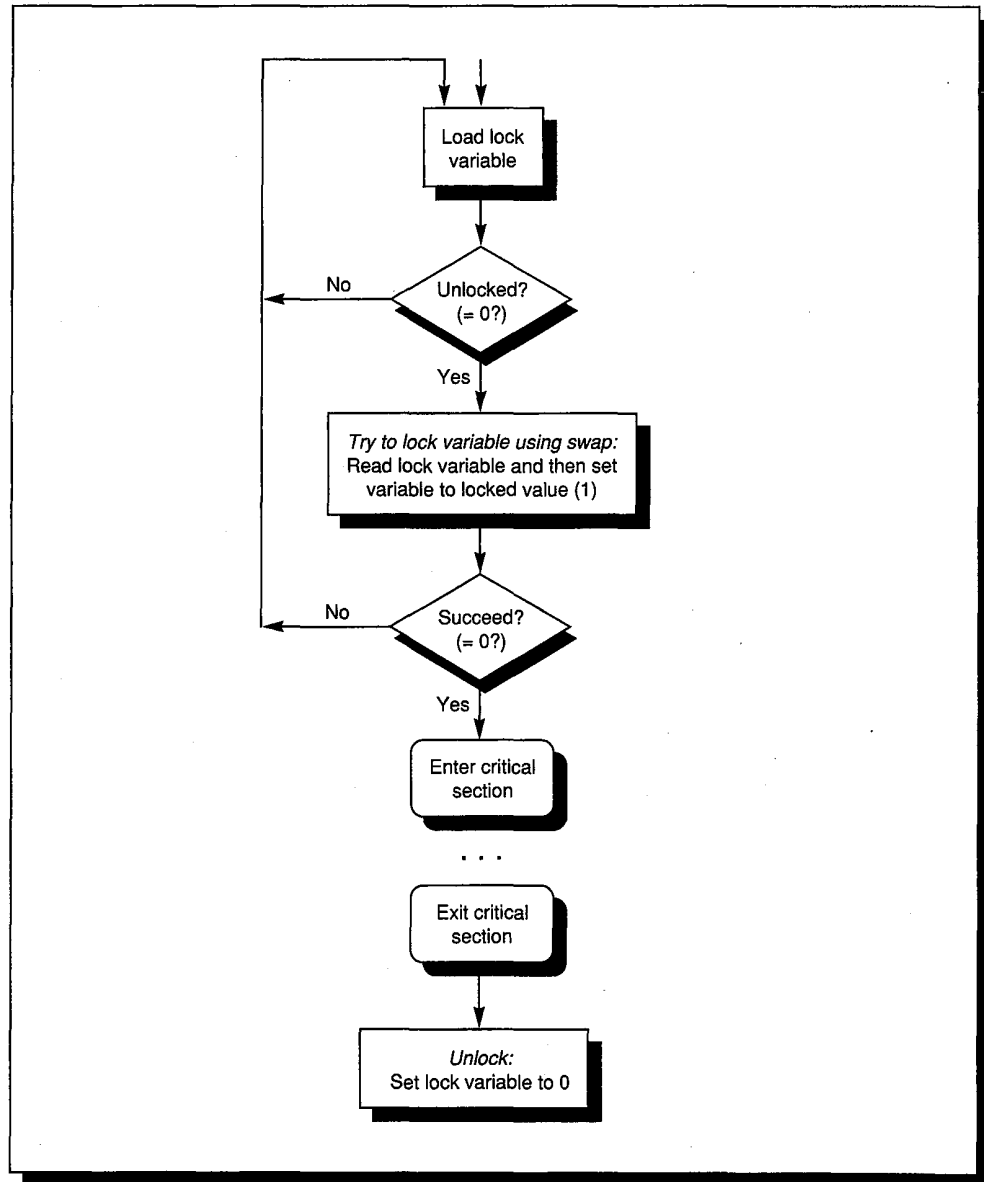 Load lock
variable
No
Unlocked?
(= 0?)
Yes
Try to lock variable using swap:
Read lock variable and then set
variable to locked value (1)
No
Succeed?
(= 0?)
Yes
Enter critical
section
. . .
Exit critical
section
Unlock:
Set lock variable to 0